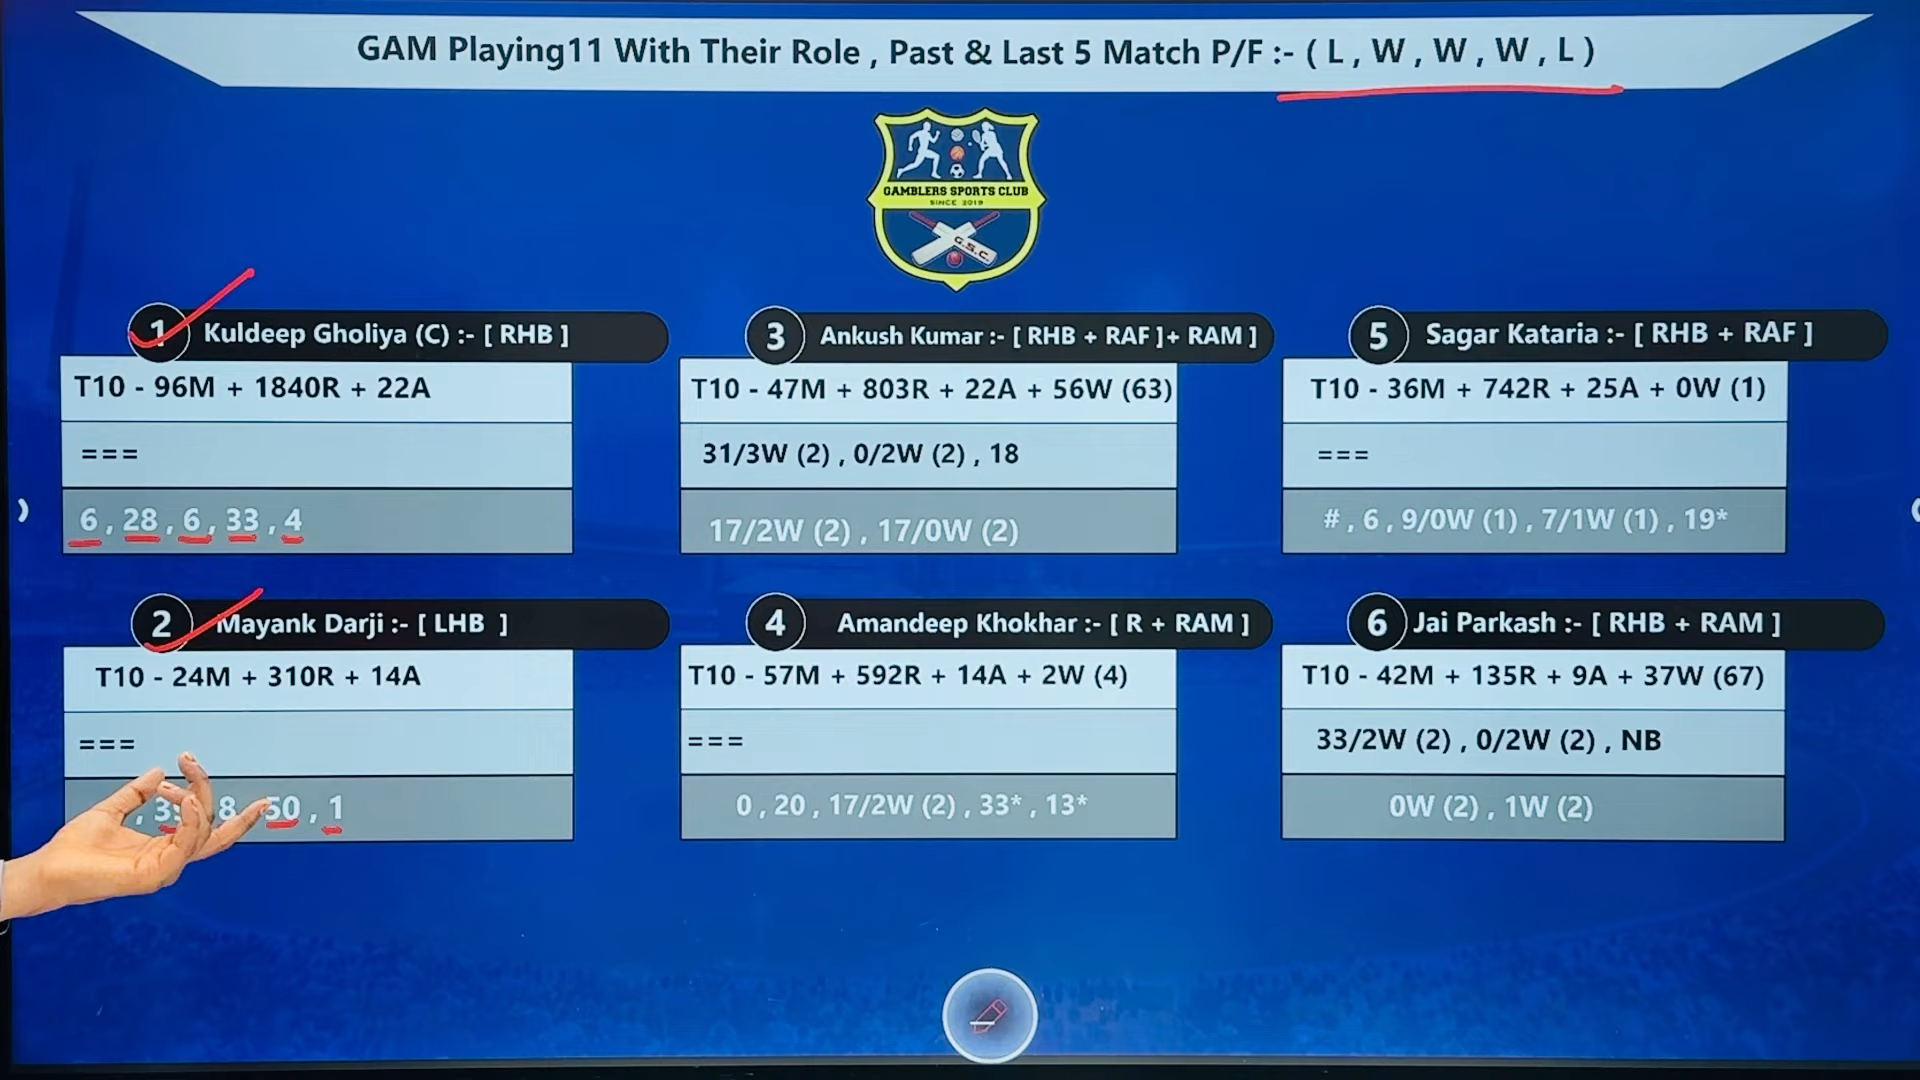 GAM Playing11 With Their Role , Past & Last 5 Match P/F :- ( L , W , W , W , L )
GAMBLERS SPORTS CLUB
SINCE 2019
G.S.C.
1 Kuldeep Gholiya (C) :- [ RHB ]
T10 - 96M + 1840R + 22A
===
6 , 28 , 6 , 33 , 4
2 Mayank Darji :- [ LHB ]
T10 - 24M + 310R + 14A
===
8 , 50 , 1
3 Ankush Kumar :- [ RHB + RAF ]+ RAM ]
T10 - 47M + 803R + 22A + 56W (63)
31/3W (2) , 0/2W (2) , 18
17/2W (2) , 17/0W (2)
4 Amandeep Khokhar :- [ R + RAM ]
T10 - 57M + 592R + 14A + 2W (4)
===
0 , 20 , 17/2W (2) , 33* , 13*
5 Sagar Kataria :- [ RHB + RAF ]
T10 - 36M + 742R + 25A + 0W (1)
===
# , 6 , 9/0W (1) , 7/1W (1) , 19*
6 Jai Parkash :- [ RHB + RAM ]
T10 - 42M + 135R + 9A + 37W (67)
33/2W (2) , 0/2W (2) , NB
0W (2) , 1W (2)